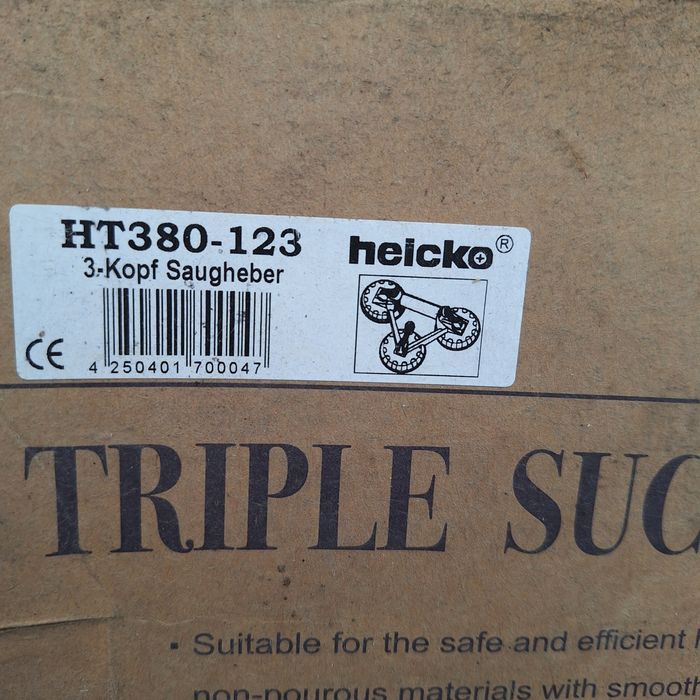 HT380-123
heicko®
3-Kopf Saugheber
CE
4 250401 700047
TRIPLE SUC
▪ Suitable for the safe and efficient
non-pourous materials with smoot